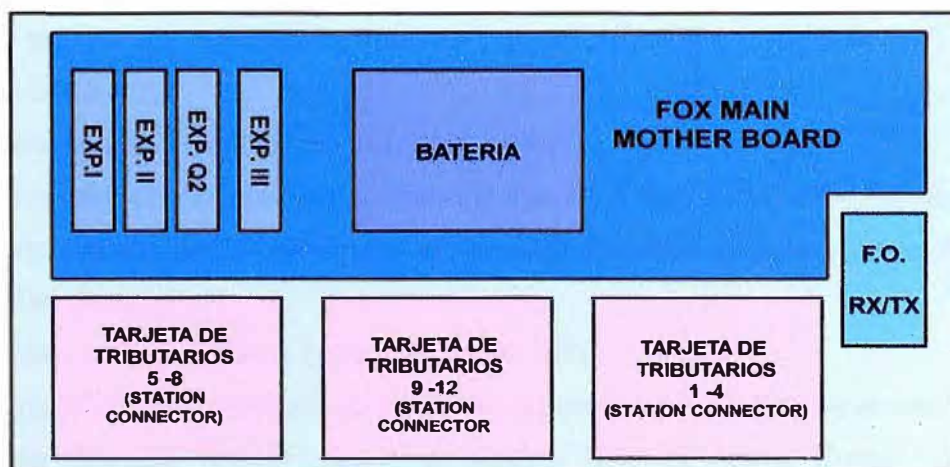 EXP.I
EXP. II
EXP. Q2
EXP. III
BATERIA
FOX MAIN
MOTHER BOARD
F.O.
RX/TX
TARJETA DE
TRIBUTARIOS
5 -8
(STATION
CONNECTOR)
TARJETA DE
TRIBUTARIOS
9 -12
(STATION
CONNECTOR
TARJETA DE
TRIBUTARIOS
1 -4
(STATION CONNECTOR)